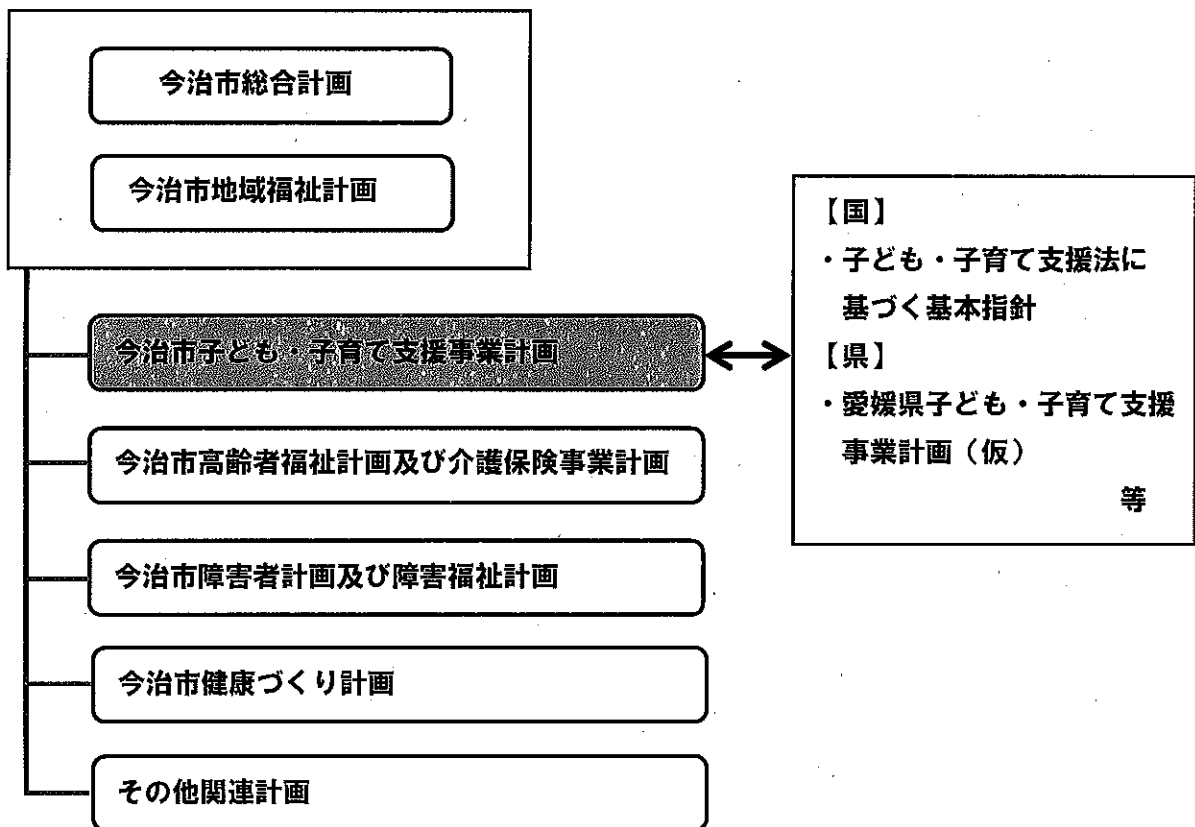 今治市総合計画
今治市地域福祉計画
今治市子ども・子育て支援事業計画
今治市高齢者福祉計画及び介護保険事業計画
今治市障害者計画及び障害福祉計画
今治市健康づくり計画
その他関連計画
【国】
・子ども・子育て支援法に
基づく基本指針
【県】
・愛媛県子ども・子育て支援
事業計画（仮）
等